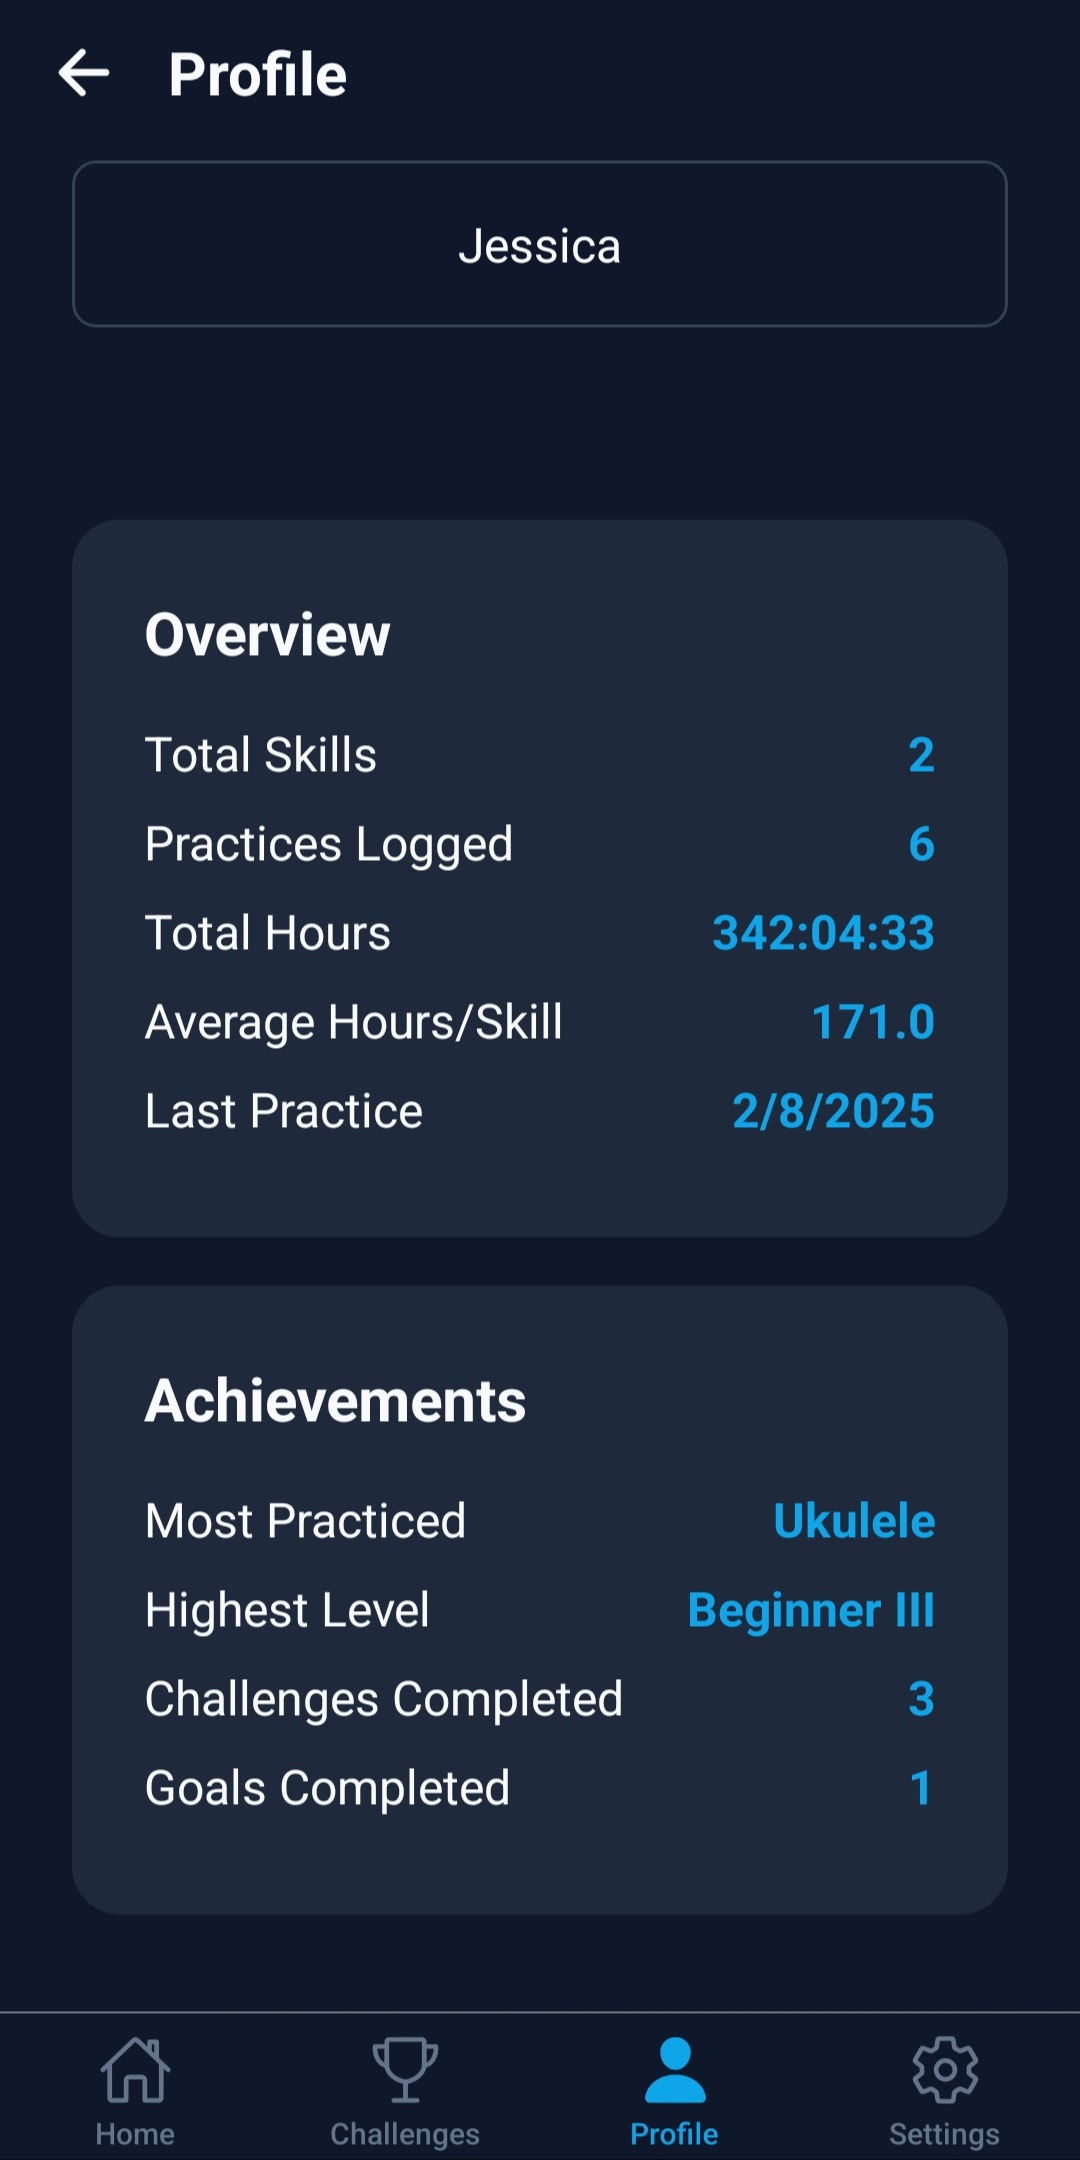 Profile
Jessica
Overview
Total Skills 2
Practices Logged 6
Total Hours 342:04:33
Average Hours/Skill 171.0
Last Practice 2/8/2025
Achievements
Most Practiced Ukulele
Highest Level Beginner III
Challenges Completed 3
Goals Completed 1
Home Challenges Profile Settings